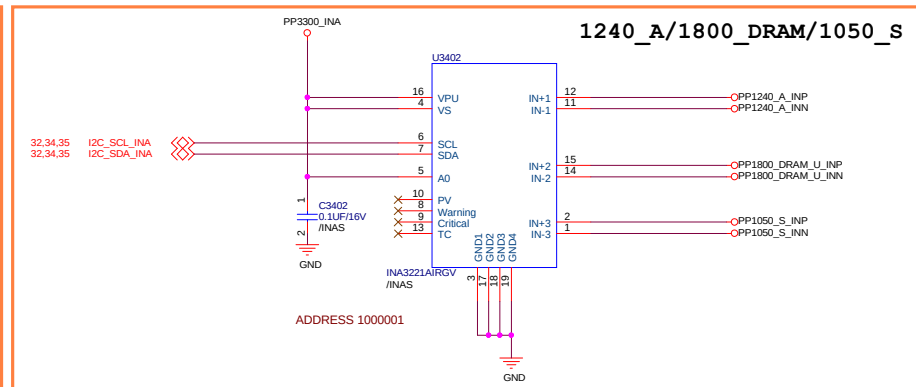 1240_A/1800_DRAM/1050_S
PP3300_INA
U3402
16 VPU
4 VS
6 SCL
7 SDA
5 A0
10 PV
8 Warning
9 Critical
13 TC
IN+1 12 PP1240_A_INP
IN-1 11 PP1240_A_INN
IN+2 15 PP1800_DRAM_U_INP
IN-2 14 PP1800_DRAM_U_INN
IN+3 2 PP1050_S_INP
IN-3 1 PP1050_S_INN
32,34,35 I2C_SCL_INA
32,34,35 I2C_SDA_INA
1
C3402
0.1UF/16V
/INAS
2
GND
GND1
GND2
GND3
GND4
3
17
18
19
INA3221AIRGV
/INAS
ADDRESS 1000001
GND